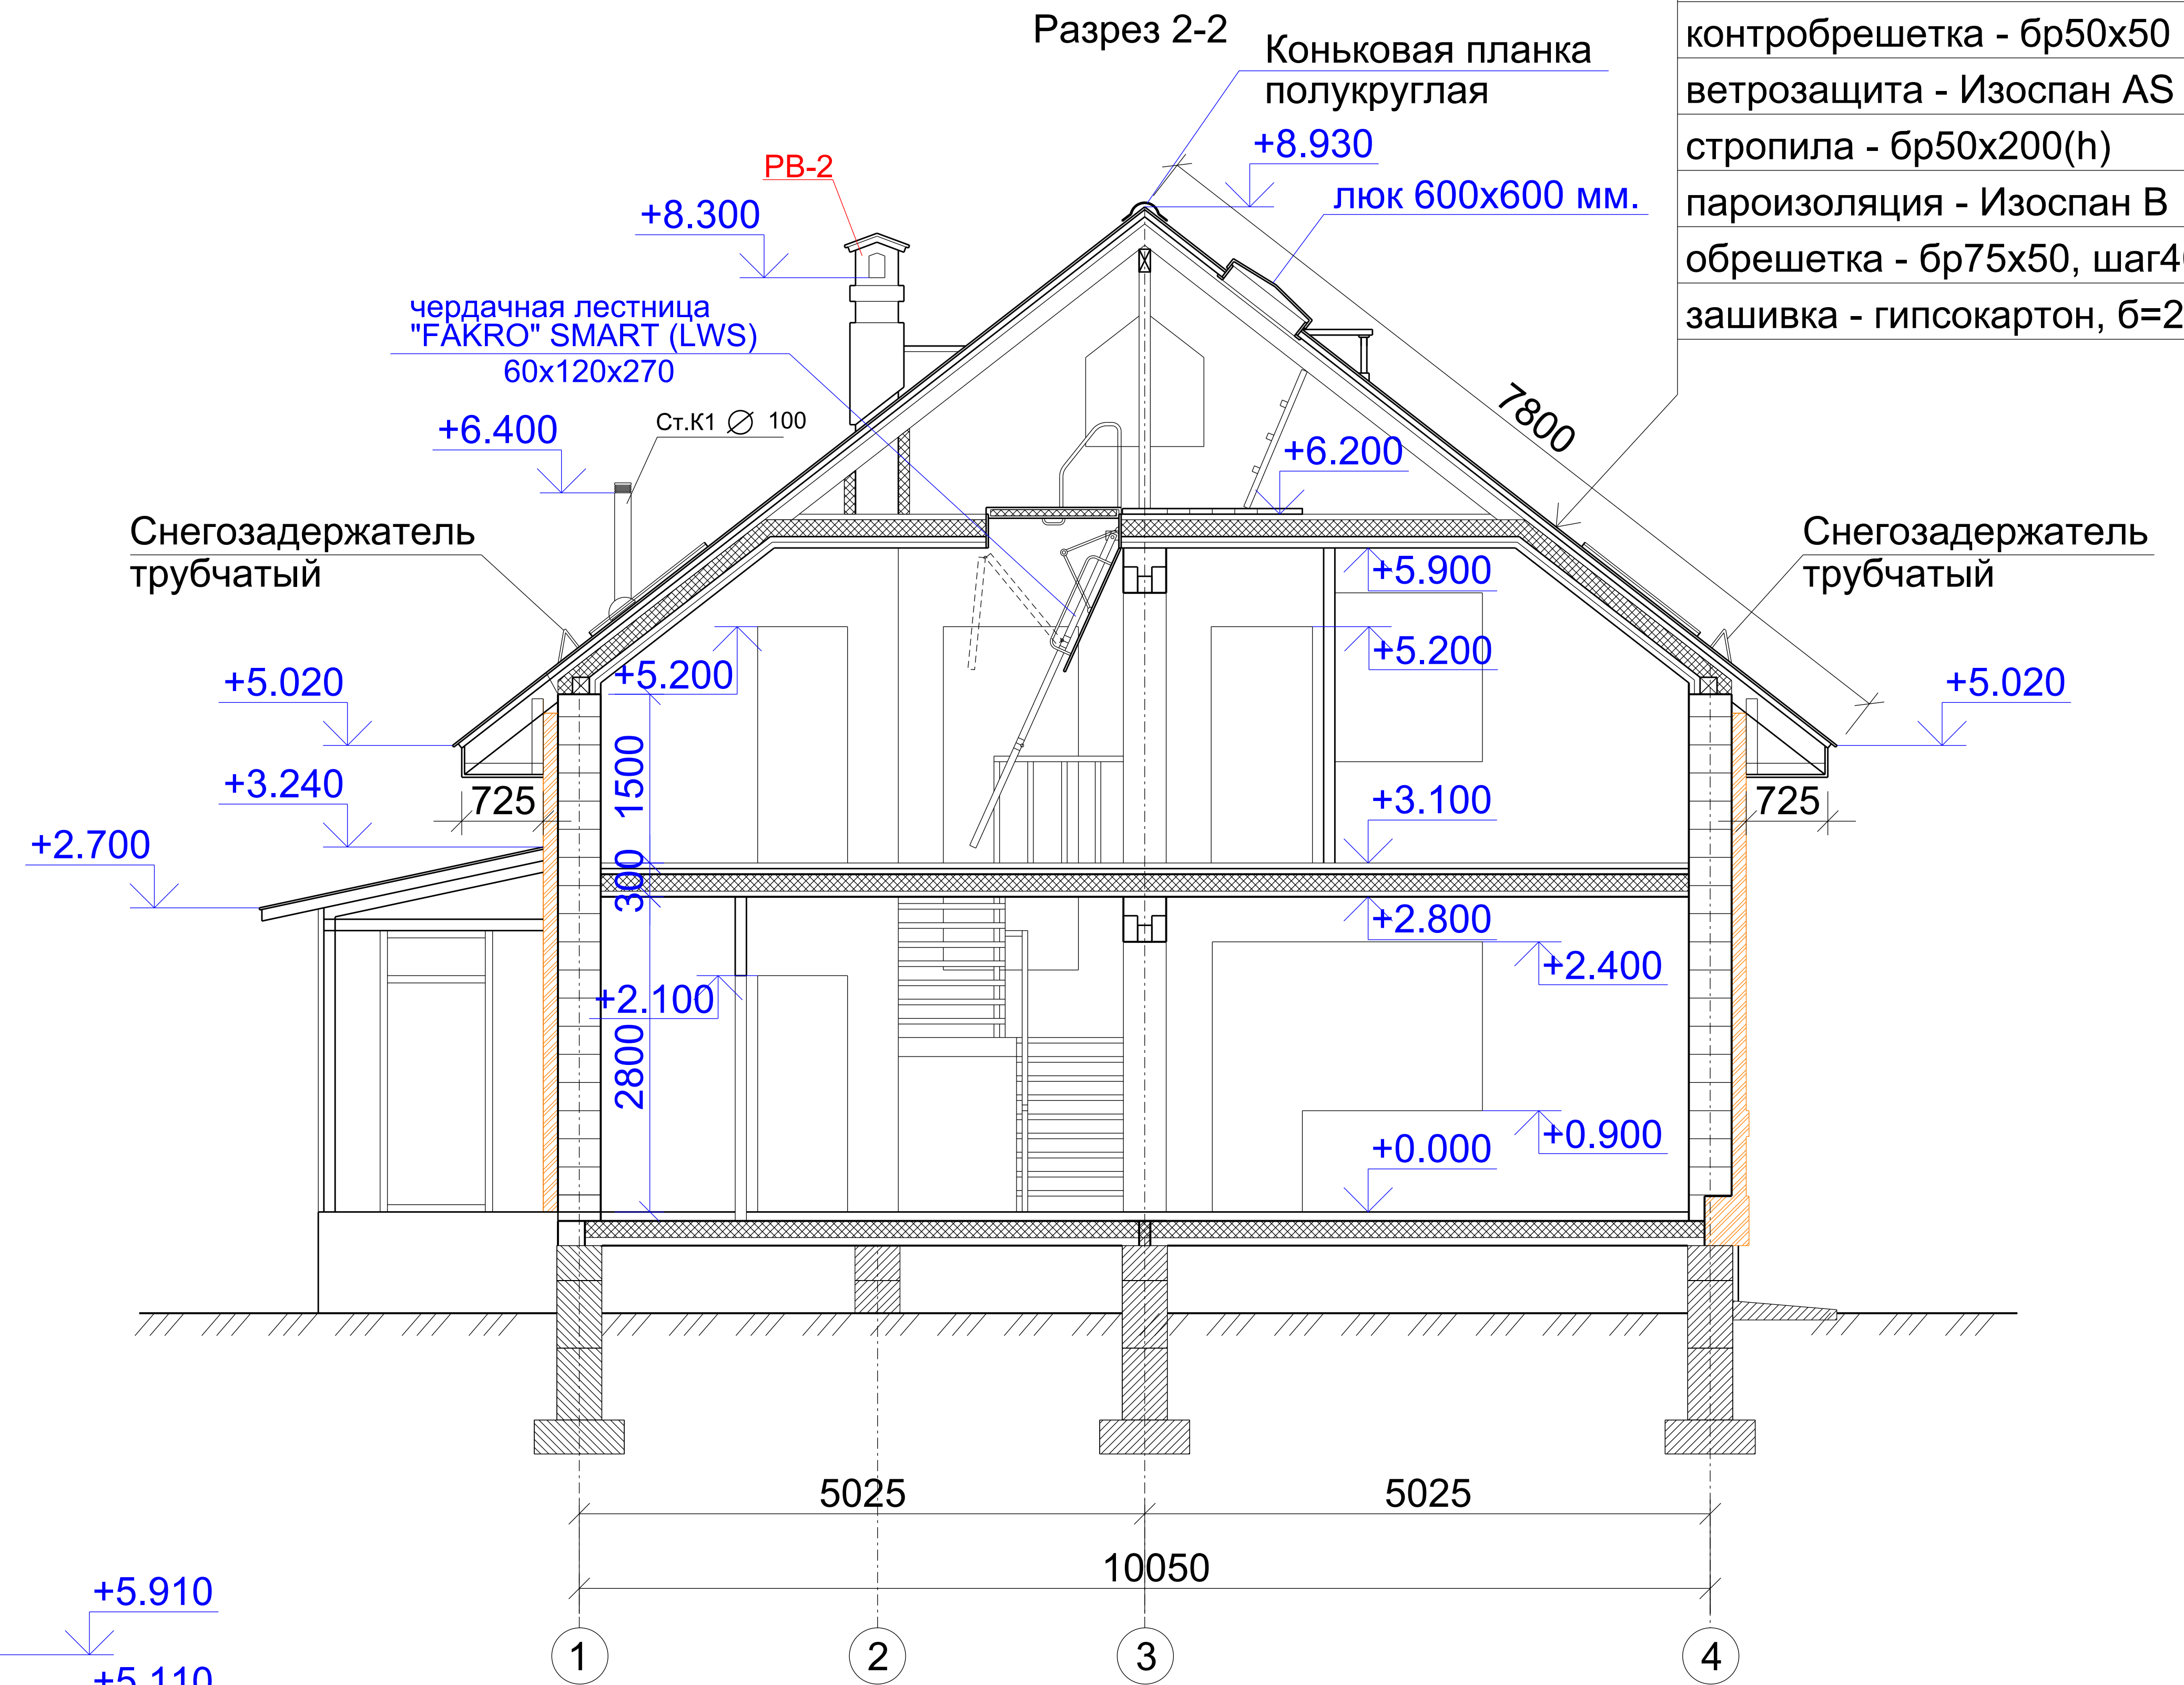 Разрез 2-2
Коньковая планка
полукруглая
контробрешетка - бр50х50
ветрозащита - Изоспан AS
стропила - бр50х200(h)
пароизоляция - Изоспан В
обрешетка - бр75х50,
зашивка - гипсокартон,
+8.930
люк 600х600 мм.
РВ-2
+8.300
чердачная лестница
"FAKRO" SMART (LWS)
60х120х270
Ст.К1 ∅ 100
+6.400
7800
+6.200
Снегозадержатель
трубчатый
Снегозадержатель
трубчатый
+5.900
+5.200
+5.200
+5.020
+5.020
1500
+3.240
725
725
+3.100
+2.700
300
+2.800
+2.400
+2.100
2800
+0.900
+0.000
5025
5025
10050
+5.910
+5.110
1
2
3
4